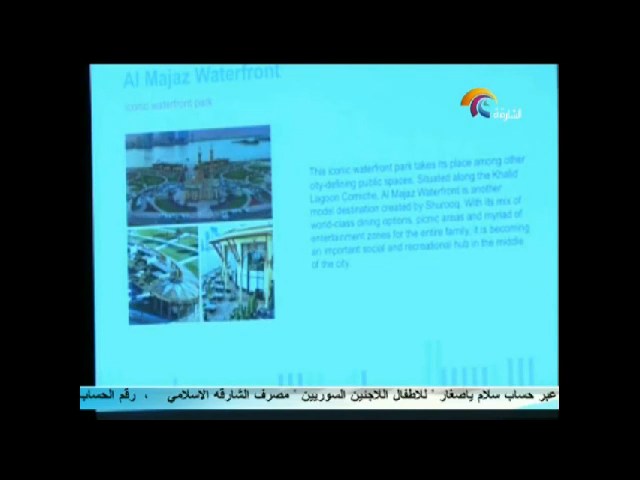 Al Majaz Waterfront
iconic waterfront park
الشارقة
This iconic waterfront park takes its place among other
city-defining public spaces. Situated along the Khalid
Lagoon Corniche, Al Majaz Waterfront is another
model destination created by Shurooq. With its mix of
world-class dining options, picnic areas and myriad of
entertainment zones for the entire family, it is becoming
an important social and recreational hub in the middle
of the city.
عبر حساب سلام ياصغار " للاطفال اللاجئين السوريين " مصرف الشارقه الاسلامي ، رقم الحساب